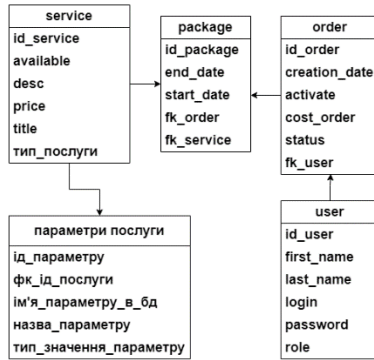 service
id_service
available
desc
price
title
тип_послуги
package
id_package
end_date
start_date
fk_order
fk_service
order
id_order
creation_date
activate
cost_order
status
fk_user
параметри послуги
ід_параметру
фк_ід_послуги
ім'я_параметру_в_бд
назва_параметру
тип_значення_параметру
user
id_user
first_name
last_name
login
password
role